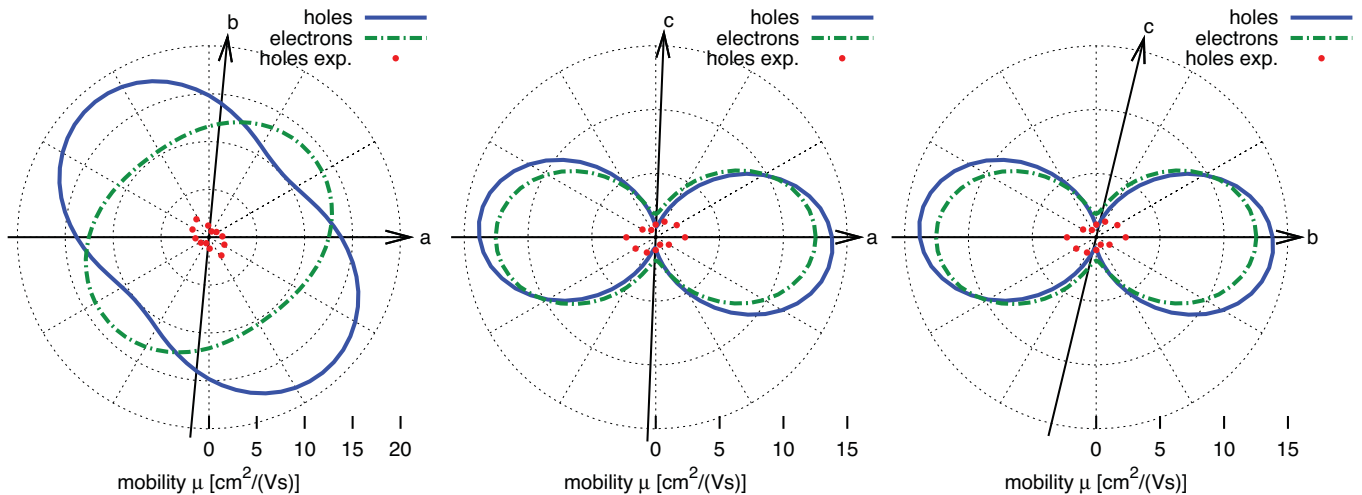 b
holes
electrons
holes exp.
a
0 5 10 15 20
mobility μ [cm²/(Vs)]
c
holes
electrons
holes exp.
a
0 5 10 15
mobility μ [cm²/(Vs)]
c
holes
electrons
holes exp.
b
0 5 10 15
mobility μ [cm²/(Vs)]